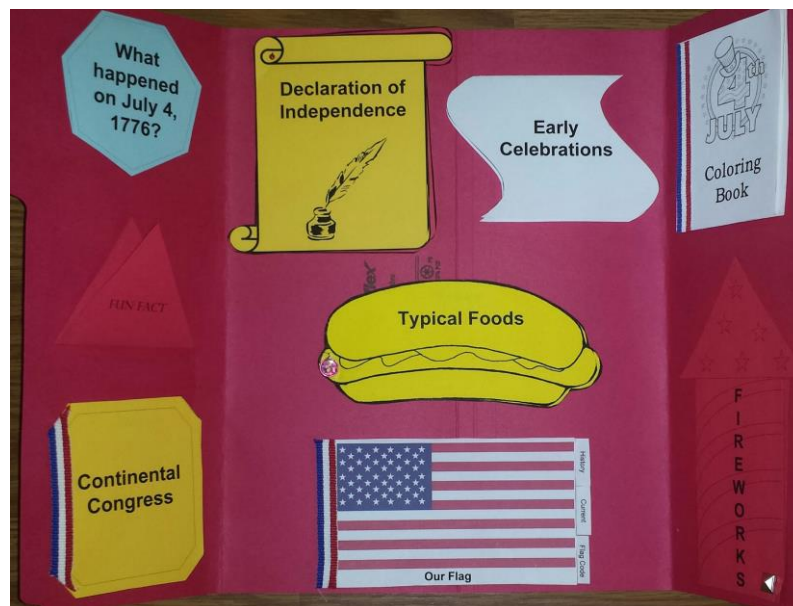 What
happened
on July 4,
1776?
Declaration of
Independence
Early
Celebrations
4th
JULY
Coloring
Book
FUN FACT
Typical Foods
FIREWORKS
Continental
Congress
History
Current
Flag Code
Our Flag